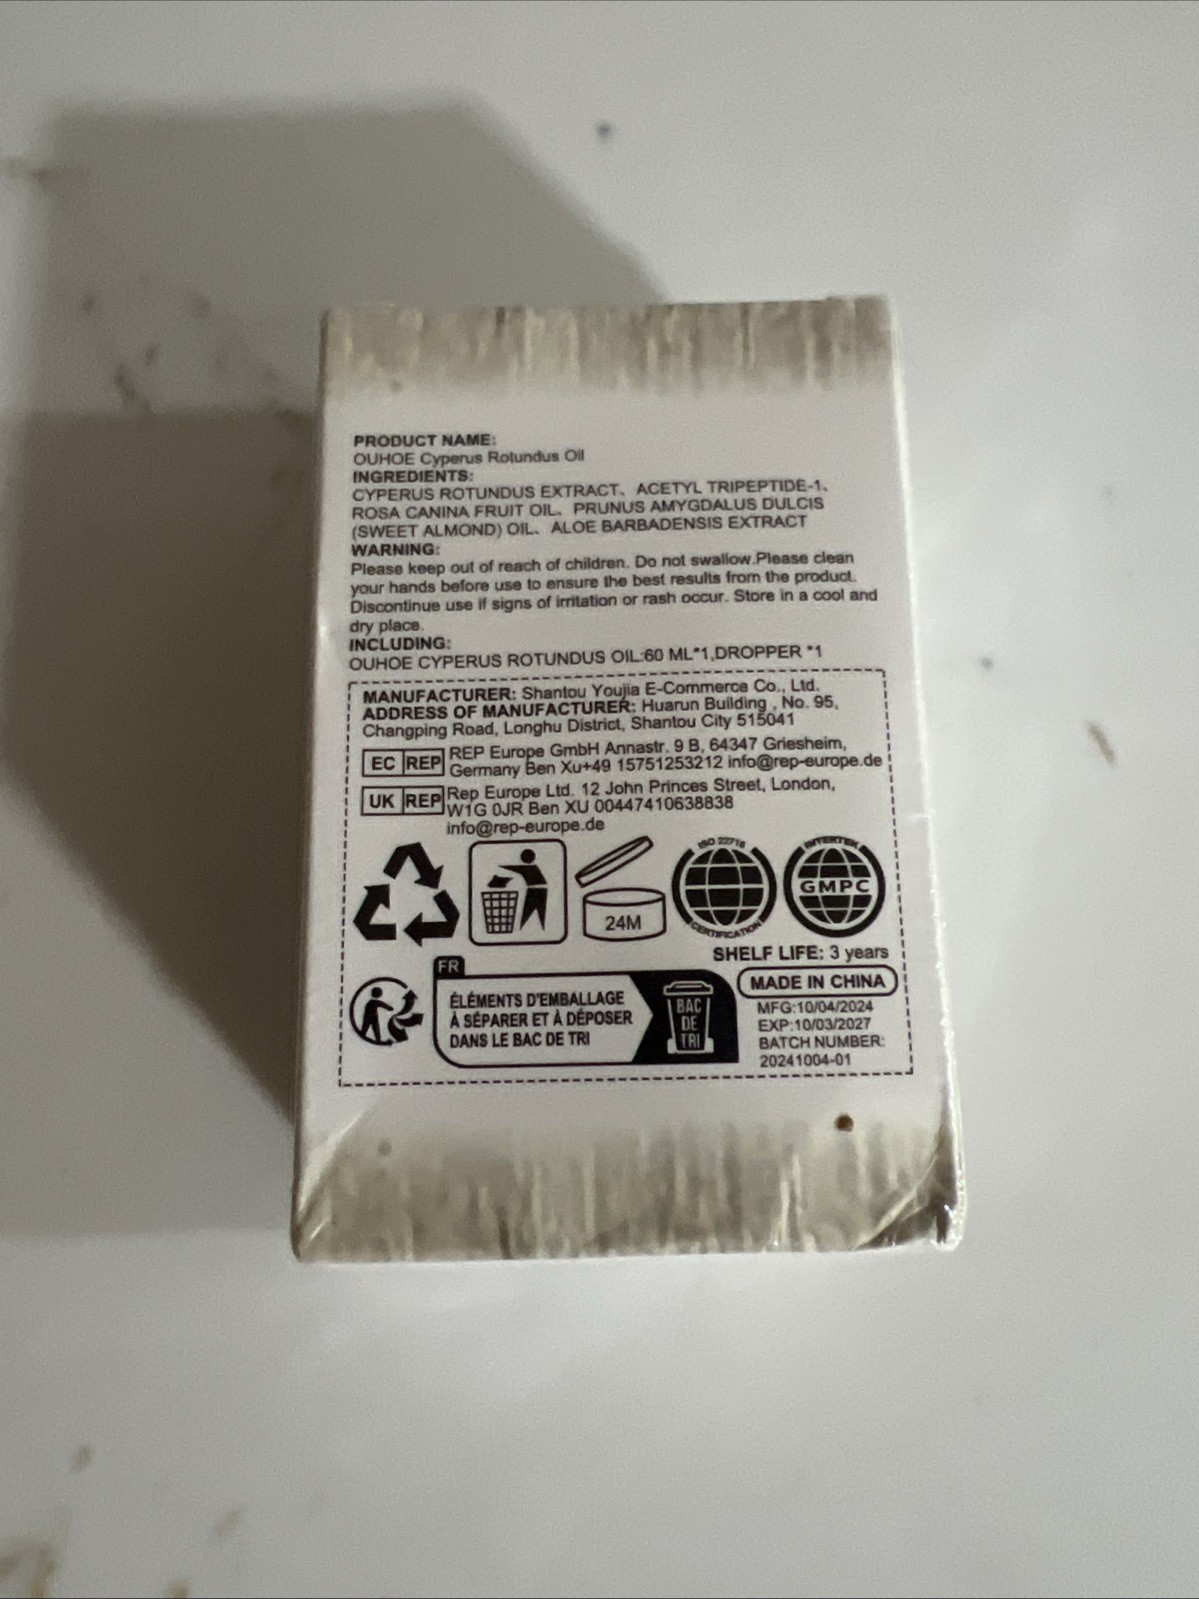 PRODUCT NAME:
OUHOE Cyperus Rotundus Oil
INGREDIENTS:
CYPERUS ROTUNDUS EXTRACT、ACETYL TRIPEPTIDE-1、
ROSA CANINA FRUIT OIL、PRUNUS AMYGDALUS DULCIS
(SWEET ALMOND) OIL、ALOE BARBADENSIS EXTRACT
WARNING:
Please keep out of reach of children. Do not swallow.Please clean
your hands before use to ensure the best results from the product.
Discontinue use if signs of irritation or rash occur. Store in a cool and
dry place.
INCLUDING:
OUHOE CYPERUS ROTUNDUS OIL:60 ML*1,DROPPER *1
MANUFACTURER: Shantou Youjia E-Commerce Co., Ltd.
ADDRESS OF MANUFACTURER: Huarun Building , No. 95,
Changping Road, Longhu District, Shantou City 515041
EC REP REP Europe GmbH Annastr. 9 B, 64347 Griesheim,
Germany Ben Xu+49 15751253212 info@rep-europe.de
UK REP Rep Europe Ltd. 12 John Princes Street, London,
W1G 0JR Ben XU 00447410638838
info@rep-europe.de
24M
ISO 22716
CERTIFICATION
INTERTEK
GMPC
SHELF LIFE: 3 years
FR
ÉLÉMENTS D'EMBALLAGE
À SÉPARER ET À DÉPOSER
DANS LE BAC DE TRI
BAC
DE
TRI
MADE IN CHINA
MFG:10/04/2024
EXP:10/03/2027
BATCH NUMBER:
20241004-01